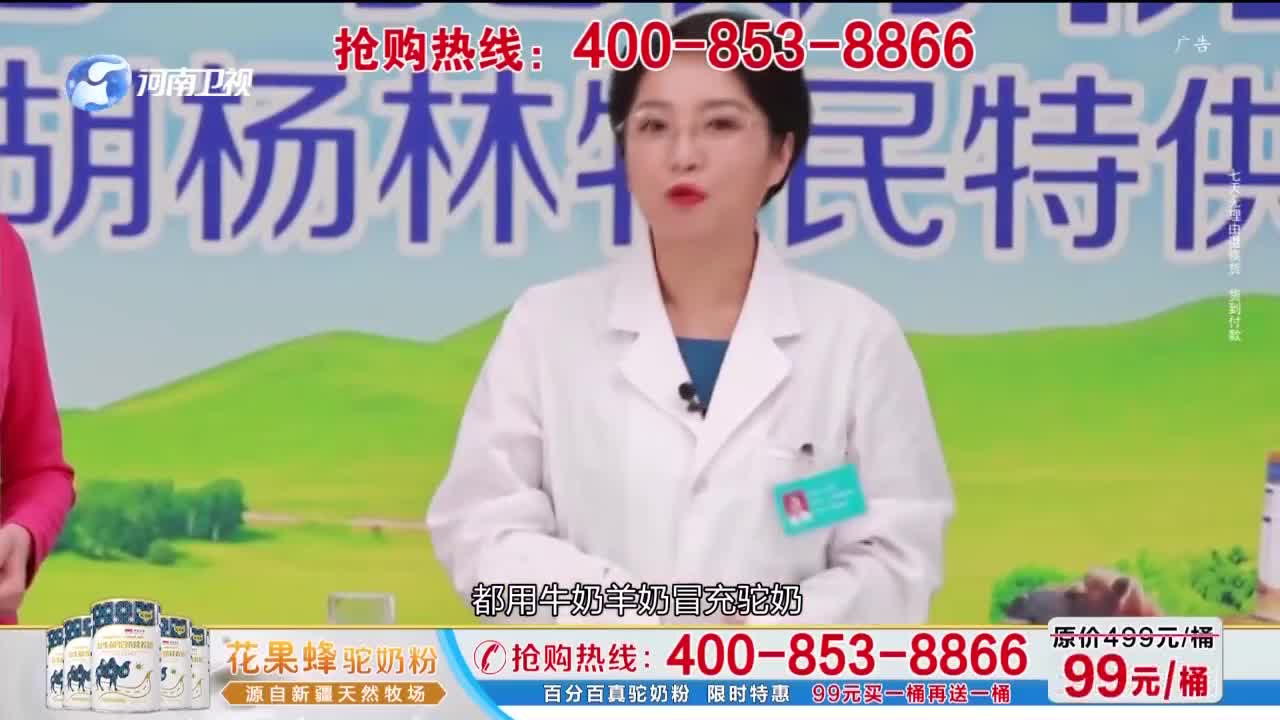 抢购热线：400-853-8866
广告
河南卫视
胡杨林牧民特供
七天无理由退换货 货到付款
都用牛奶羊奶冒充驼奶
花果蜂驼奶粉
源自新疆天然牧场
抢购热线：400-853-8866
百分百真驼奶粉 限时特惠 99元买一桶再送一桶
原价499元/桶
99元/桶